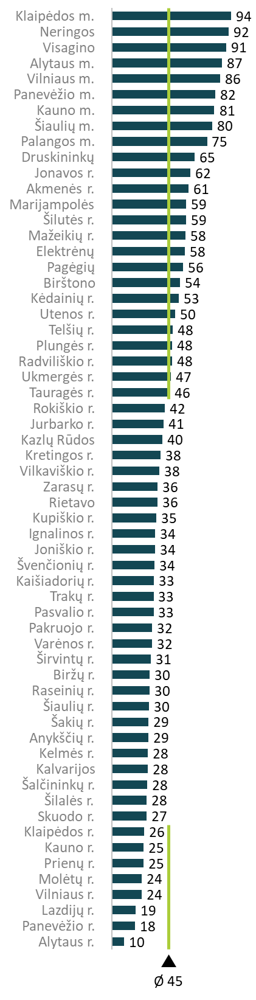 Klaipėdos m. 94
Neringos 92
Visagino 91
Alytaus m. 87
Vilniaus m. 86
Panevėžio m. 82
Kauno m. 81
Šiaulių m. 80
Palangos m. 75
Druskininkų 65
Jonavos r. 62
Akmenės r. 61
Marijampolės 59
Šilutės r. 59
Mažeikių r. 58
Elektrėnų 58
Pagėgių 56
Birštono 54
Kėdainių r. 53
Utenos r. 50
Telšių r. 48
Plungės r. 48
Radviliškio r. 48
Ukmergės r. 47
Tauragės r. 46
Rokiškio r. 42
Jurbarko r. 41
Kazlų Rūdos 40
Kretingos r. 38
Vilkaviškio r. 38
Zarasų r. 36
Rietavo 36
Kupiškio r. 35
Ignalinos r. 34
Joniškio r. 34
Švenčionių r. 34
Kaišiadorių r. 33
Trakų r. 33
Pasvalio r. 33
Pakruojo r. 32
Varėnos r. 32
Širvintų r. 31
Biržų r. 30
Raseinių r. 30
Šiaulių r. 30
Šakių r. 29
Anykščių r. 29
Kelmės r. 28
Kalvarijos 28
Šalčininkų r. 28
Šilalės r. 28
Skuodo r. 27
Klaipėdos r. 26
Kauno r. 25
Prienų r. 25
Molėtų r. 24
Vilniaus r. 24
Lazdijų r. 19
Panevėžio r. 18
Alytaus r. 10
Ø 45